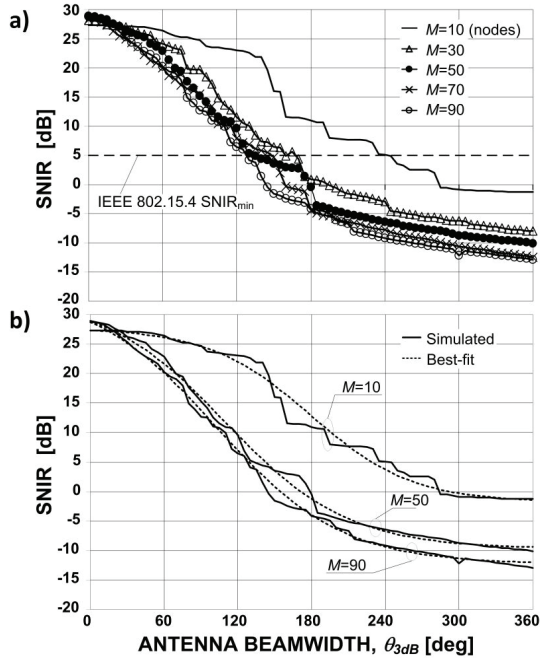 a)
SNIR [dB]
30
25
20
15
10
5
0
-5
-10
-15
-20
M=10 (nodes)
M=30
M=50
M=70
M=90
IEEE 802.15.4 SNIRmin
b)
SNIR [dB]
30
25
20
15
10
5
0
-5
-10
-15
-20
Simulated
Best-fit
M=10
M=50
M=90
0 60 120 180 240 300 360
ANTENNA BEAMWIDTH, θ3dB [deg]